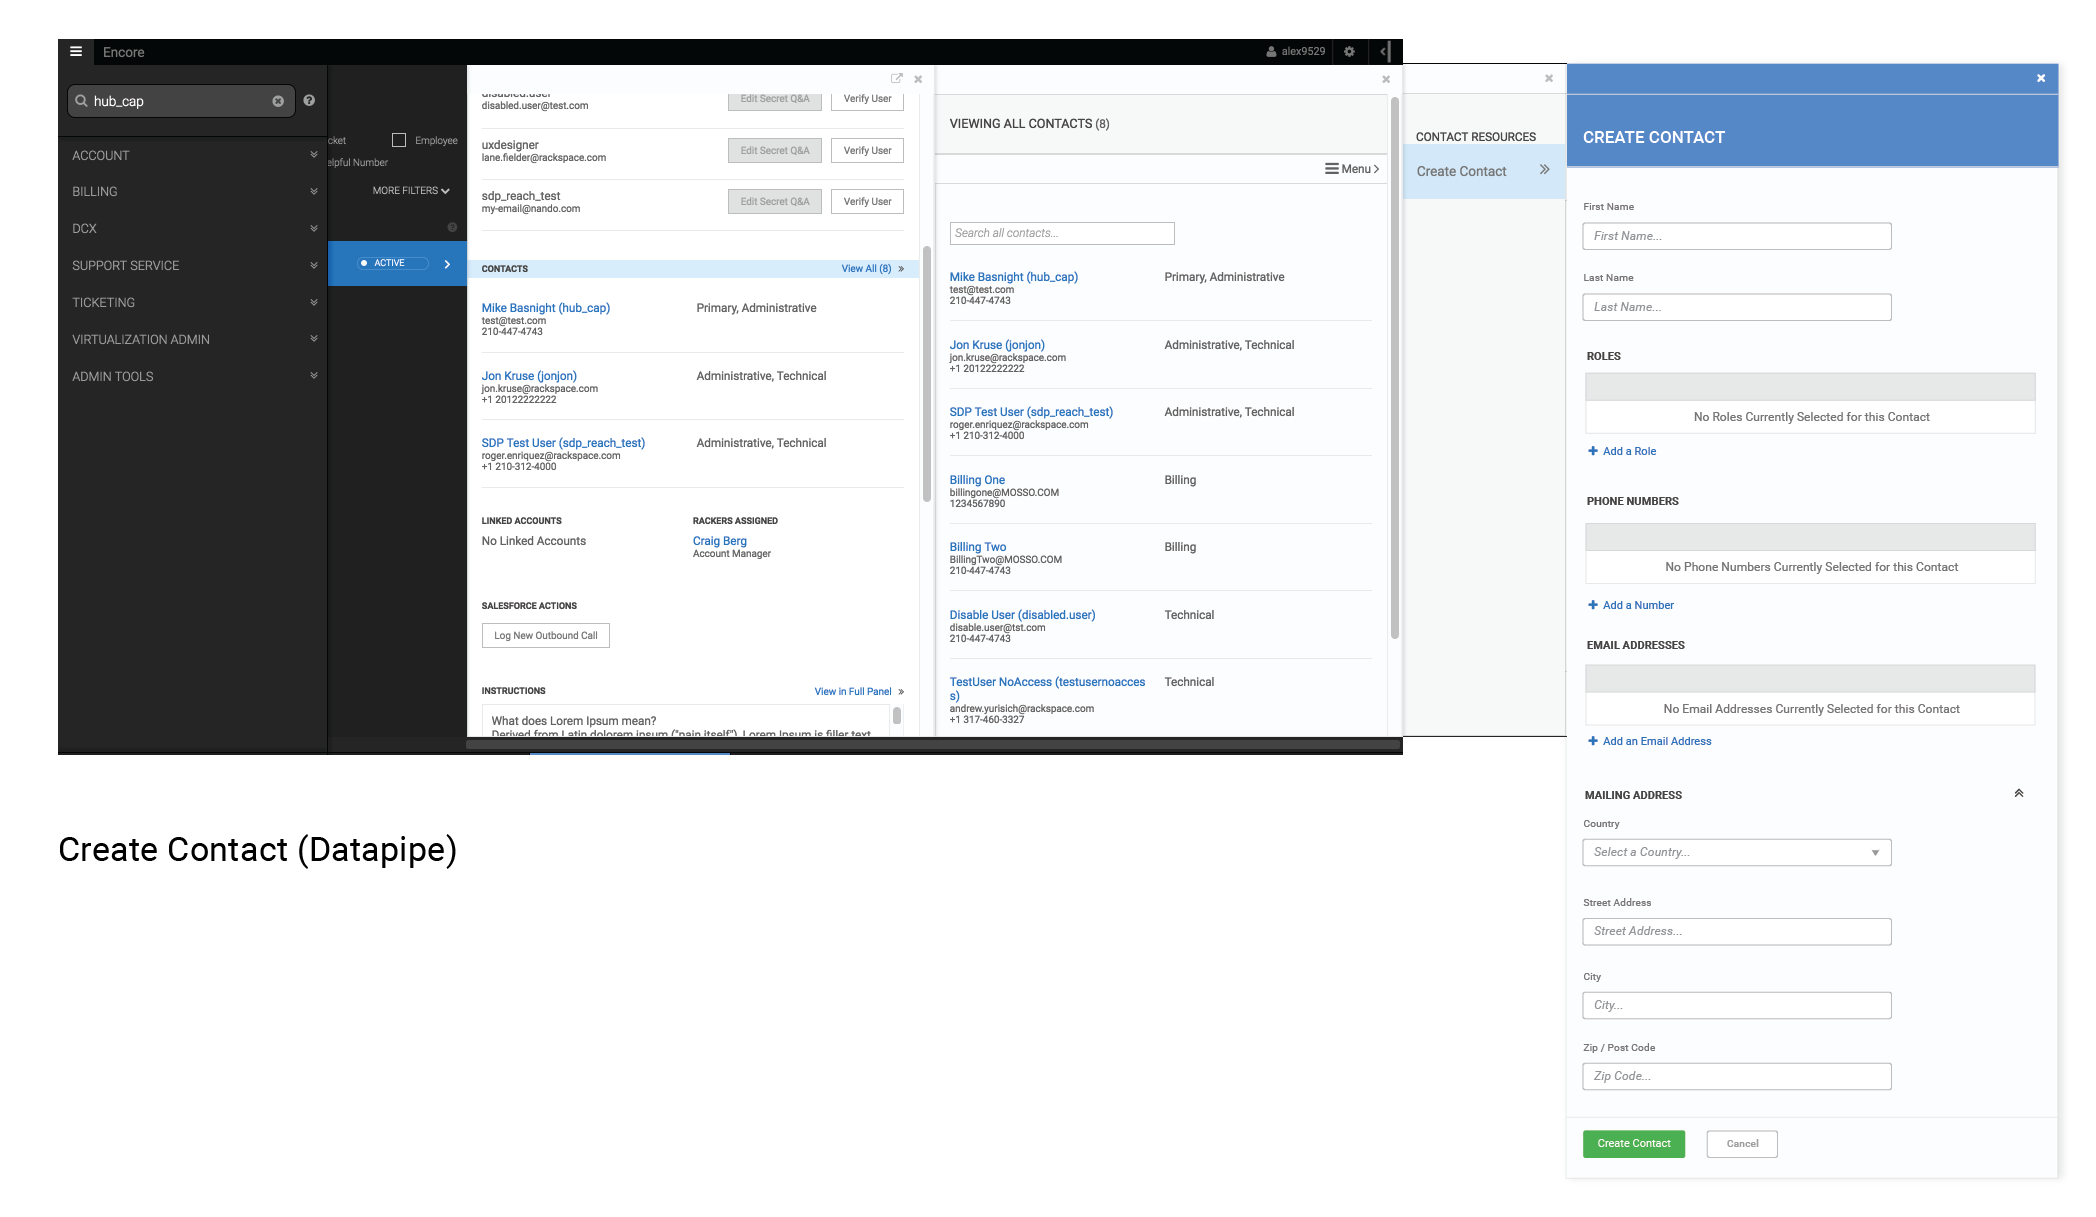 Encore
alex9529
hub_cap
ACCOUNT
BILLING
DCX
SUPPORT SERVICE
TICKETING
VIRTUALIZATION ADMIN
ADMIN TOOLS
Employee
Number
MORE FILTERS
ACTIVE
disabled.user
disabled.user@test.com
Edit Secret Q&A
Verify User
uxdesigner
lane.fielder@rackspace.com
Edit Secret Q&A
Verify User
sdp_reach_test
my-email@nando.com
Edit Secret Q&A
Verify User
CONTACTS
View All (8) »
Mike Basnight (hub_cap)
Primary, Administrative
test@test.com
210-447-4743
Jon Kruse (jonjon)
Administrative, Technical
jon.kruse@rackspace.com
+1 20122222222
SDP Test User (sdp_reach_test)
Administrative, Technical
roger.enriquez@rackspace.com
+1 210-312-4000
LINKED ACCOUNTS
No Linked Accounts
RACKERS ASSIGNED
Craig Berg
Account Manager
SALESFORCE ACTIONS
Log New Outbound Call
INSTRUCTIONS
View in Full Panel »
What does Lorem Ipsum mean?
Derived from Latin dolorem ipsum ("pain itself"), Lorem Ipsum is filler text
VIEWING ALL CONTACTS (8)
Menu
Search all contacts...
Mike Basnight (hub_cap)
Primary, Administrative
test@test.com
210-447-4743
Jon Kruse (jonjon)
Administrative, Technical
jon.kruse@rackspace.com
+1 20122222222
SDP Test User (sdp_reach_test)
Administrative, Technical
roger.enriquez@rackspace.com
+1 210-312-4000
Billing One
Billing
billingone@MOSSO.COM
1234567890
Billing Two
Billing
BillingTwo@MOSSO.COM
210-447-4743
Disable User (disabled.user)
Technical
disable.user@tst.com
210-447-4743
TestUser NoAccess (testusernoacces
s)
Technical
andrew.yurisich@rackspace.com
+1 317-460-3327
CONTACT RESOURCES
Create Contact
CREATE CONTACT
First Name
First Name...
Last Name
Last Name...
ROLES
No Roles Currently Selected for this Contact
+ Add a Role
PHONE NUMBERS
No Phone Numbers Currently Selected for this Contact
+ Add a Number
EMAIL ADDRESSES
No Email Addresses Currently Selected for this Contact
+ Add an Email Address
MAILING ADDRESS
Country
Select a Country...
Street Address
Street Address...
City
City...
Zip / Post Code
Zip Code...
Create Contact
Cancel
Create Contact (Datapipe)